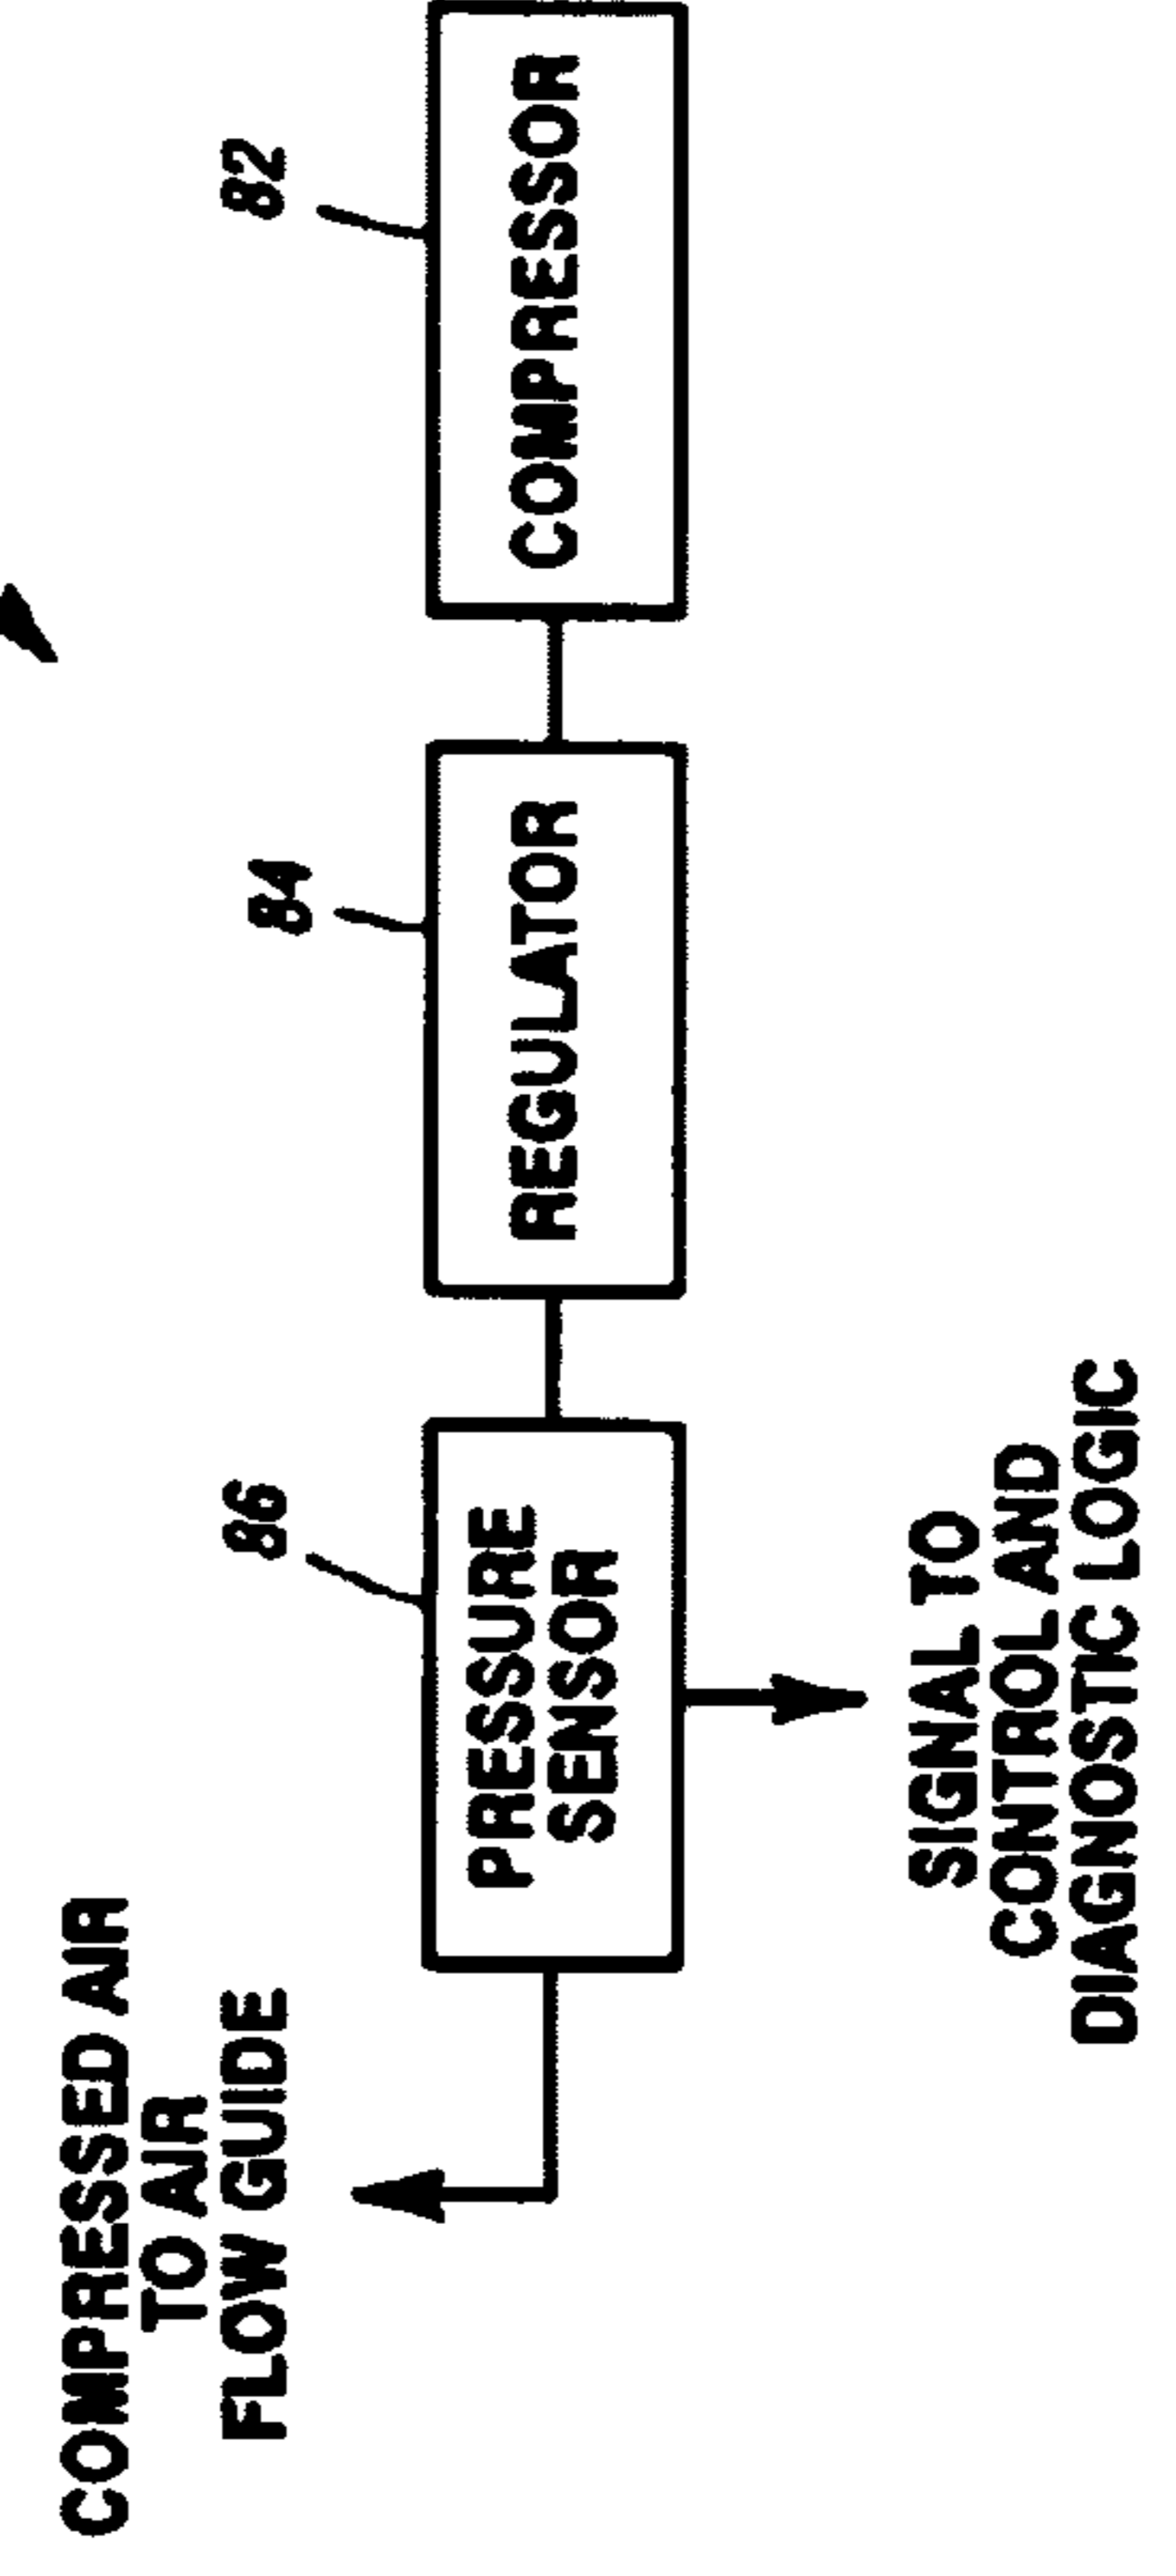 COMPRESSED AIR
TO AIR
FLOW GUIDE
86
84
82
PRESSURE
SENSOR
REGULATOR
COMPRESSOR
SIGNAL TO
CONTROL AND
DIAGNOSTIC LOGIC